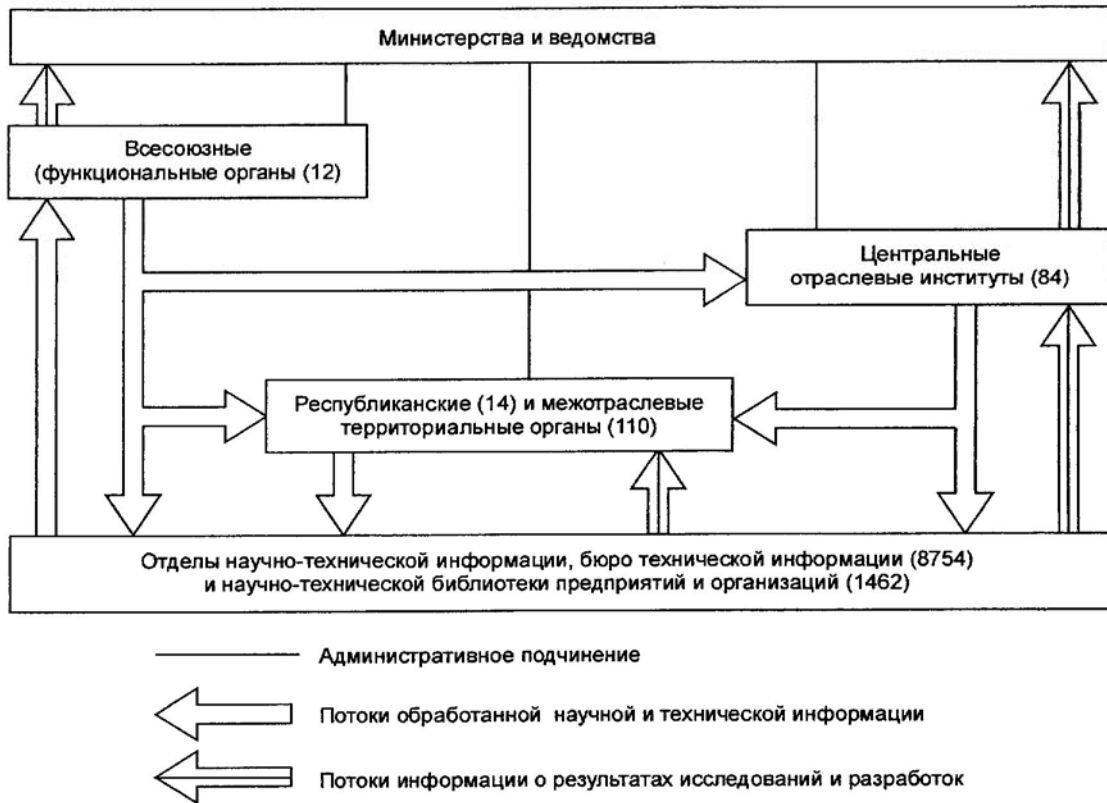 Министерства и ведомства
Всесоюзные
(функциональные органы (12)
Центральные
отраслевые институты (84)
Республиканские (14) и межотраслевые
территориальные органы (110)
Отделы научно-технической информации, бюро технической информации (8754)
и научно-технической библиотеки предприятий и организаций (1462)
Административное подчинение
Потоки обработанной научной и технической информации
Потоки информации о результатах исследований и разработок